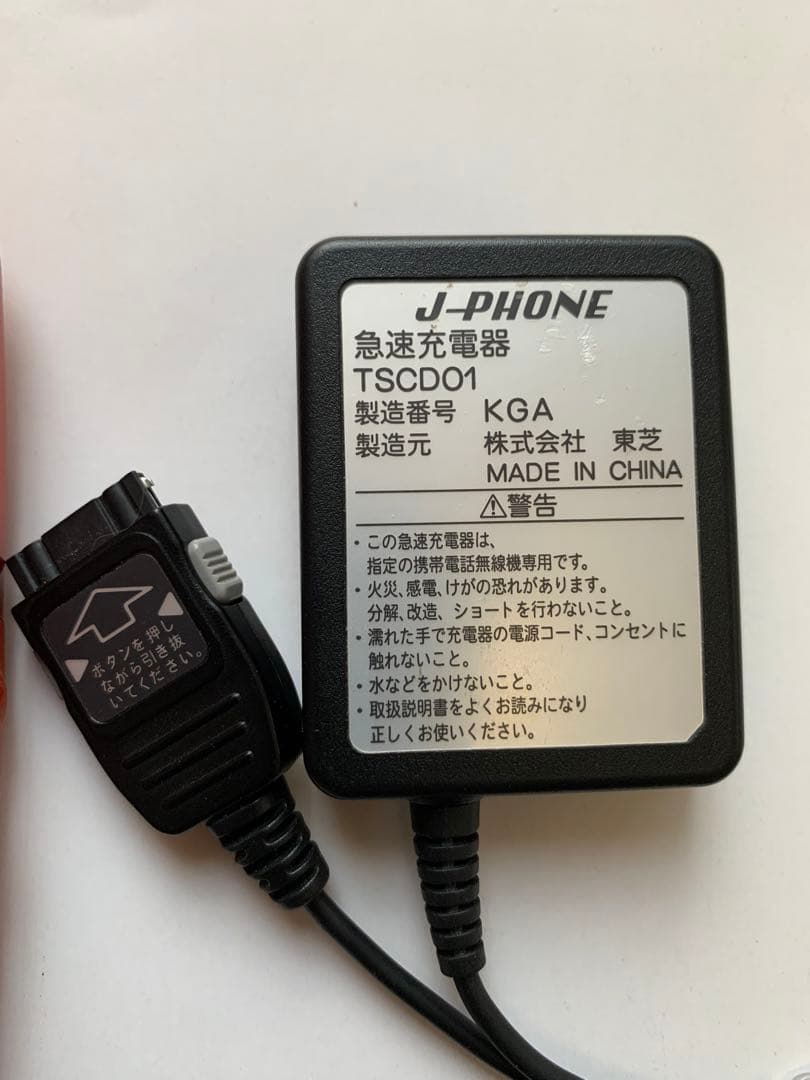 J-PHONE
急速充電器
TSCD01
製造番号 KGA
製造元 株式会社 東芝
MADE IN CHINA
⚠警告
・この急速充電器は、
指定の携帯電話無線機専用です。
・火災、感電、けがの恐れがあります。
分解、改造、ショートを行わないこと。
・濡れた手で充電器の電源コード、コンセントに
触れないこと。
・水などをかけないこと。
・取扱説明書をよくお読みになり
正しくお使いください。
ボタンを押し
ながら引き抜
いてください。